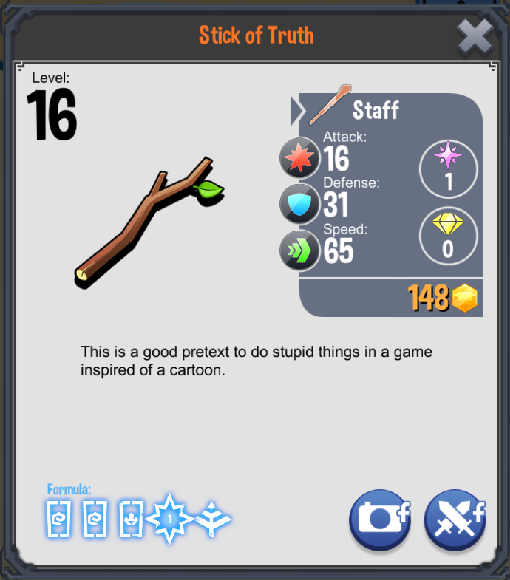 Stick of Truth
Level:
16
Staff
Attack:
16
Defense:
31
Speed:
65
1
0
148
This is a good pretext to do stupid things in a game
inspired of a cartoon.
Formula:
1
f
f